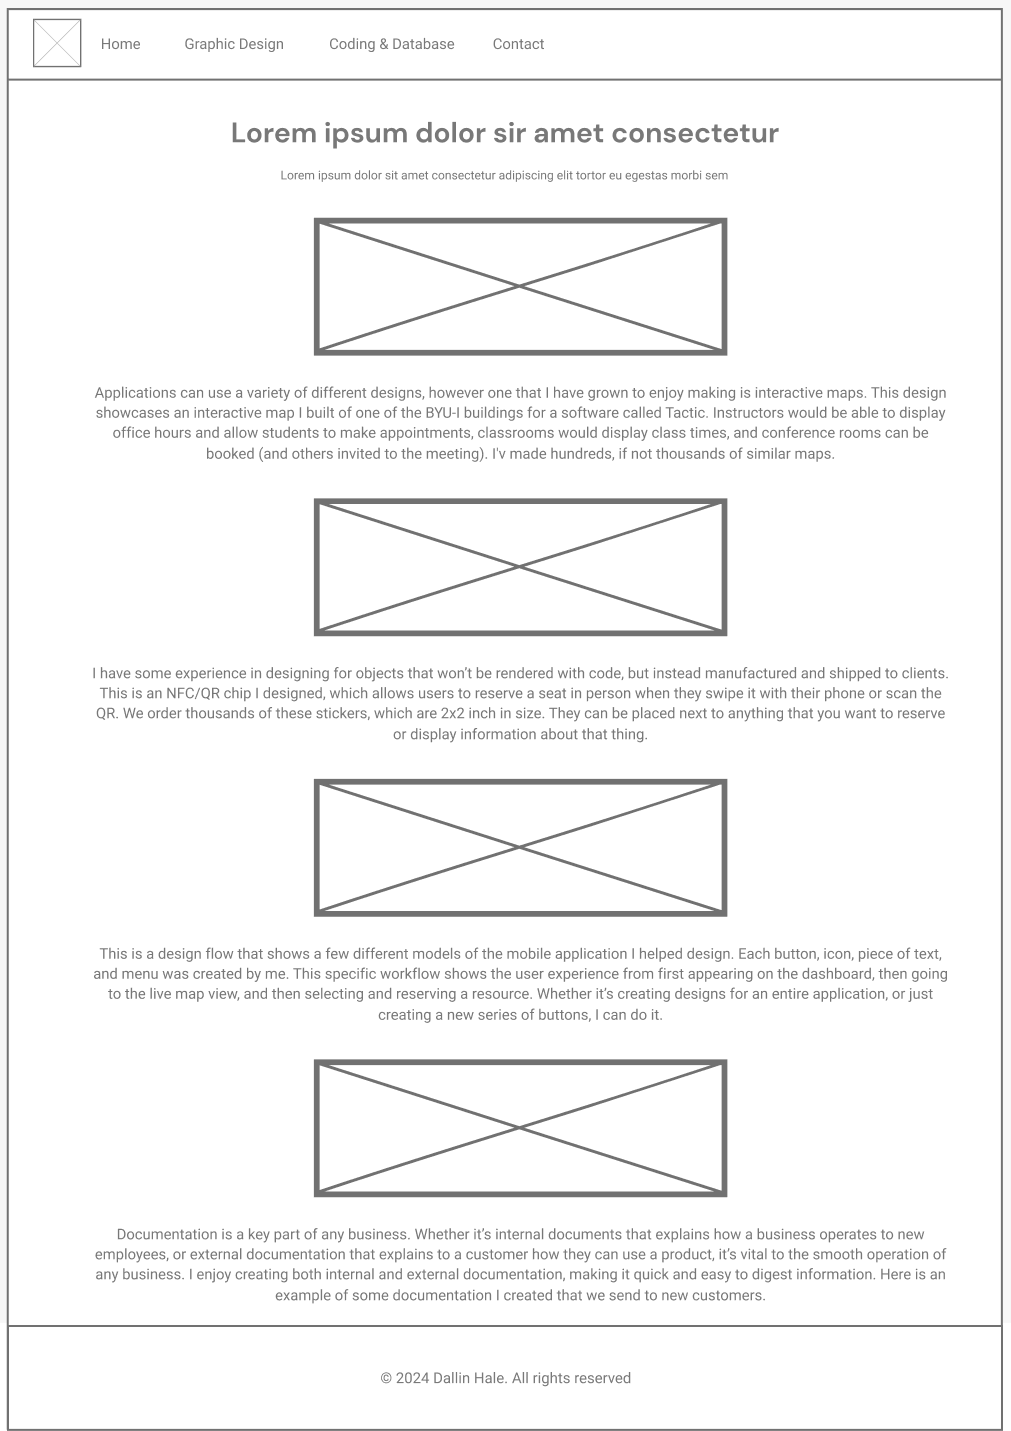 Home Graphic Design Coding & Database Contact
Lorem ipsum dolor sir amet consectetur
Lorem ipsum dolor sit amet consectetur adipiscing elit tortor eu egestas morbi sem
Applications can use a variety of different designs, however one that I have grown to enjoy making is interactive maps. This design
showcases an interactive map I built of one of the BYU-I buildings for a software called Tactic. Instructors would be able to display
office hours and allow students to make appointments, classrooms would display class times, and conference rooms can be
booked (and others invited to the meeting). I'v made hundreds, if not thousands of similar maps.
I have some experience in designing for objects that won’t be rendered with code, but instead manufactured and shipped to clients.
This is an NFC/QR chip I designed, which allows users to reserve a seat in person when they swipe it with their phone or scan the
QR. We order thousands of these stickers, which are 2x2 inch in size. They can be placed next to anything that you want to reserve
or display information about that thing.
This is a design flow that shows a few different models of the mobile application I helped design. Each button, icon, piece of text,
and menu was created by me. This specific workflow shows the user experience from first appearing on the dashboard, then going
to the live map view, and then selecting and reserving a resource. Whether it’s creating designs for an entire application, or just
creating a new series of buttons, I can do it.
Documentation is a key part of any business. Whether it’s internal documents that explains how a business operates to new
employees, or external documentation that explains to a customer how they can use a product, it’s vital to the smooth operation of
any business. I enjoy creating both internal and external documentation, making it quick and easy to digest information. Here is an
example of some documentation I created that we send to new customers.
© 2024 Dallin Hale. All rights reserved